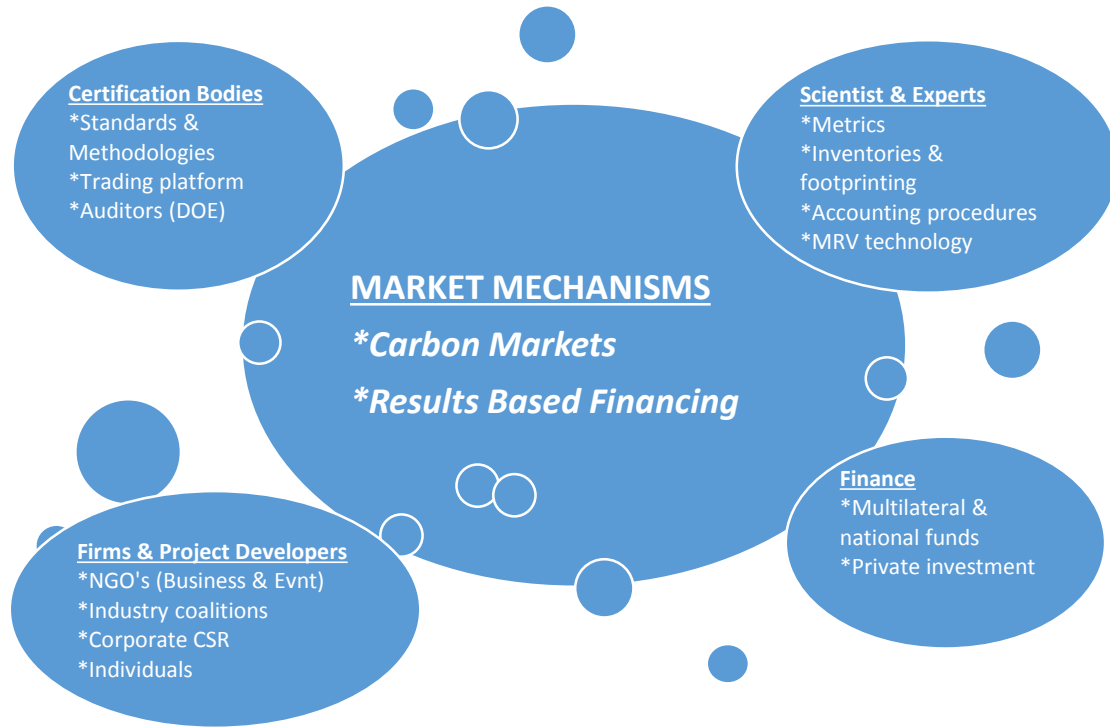 Certification Bodies
*Standards &
Methodologies
*Trading platform
*Auditors (DOE)
Scientist & Experts
*Metrics
*Inventories &
footprinting
*Accounting procedures
*MRV technology
MARKET MECHANISMS
*Carbon Markets
*Results Based Financing
Firms & Project Developers
*NGO's (Business & Evnt)
*Industry coalitions
*Corporate CSR
*Individuals
Finance
*Multilateral &
national funds
*Private investment